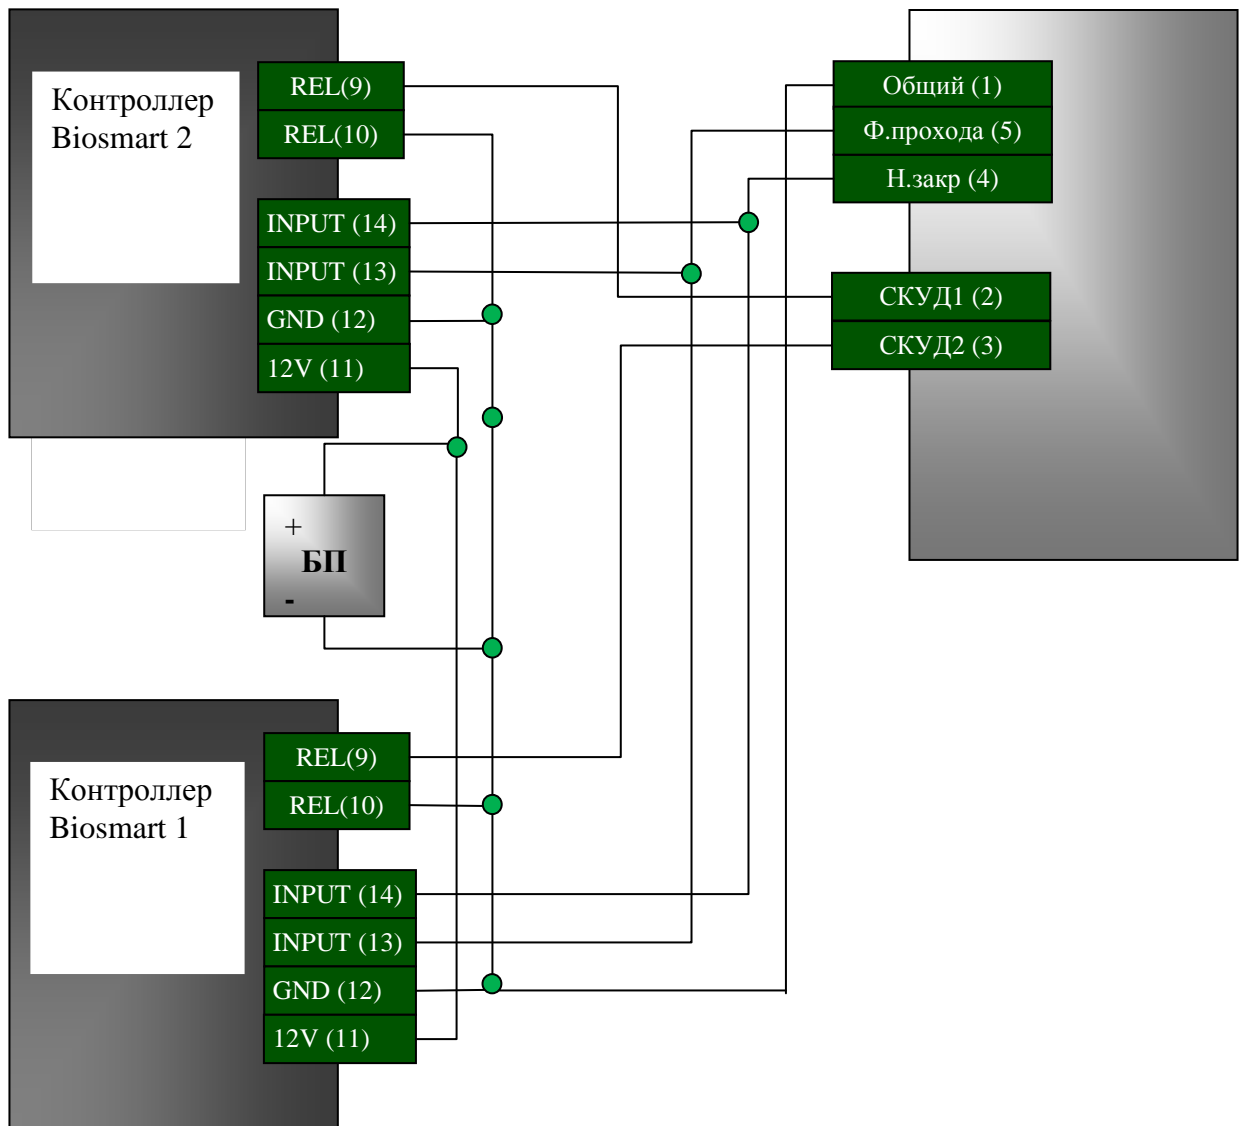 Контроллер
Biosmart 2
REL(9)
REL(10)
INPUT (14)
INPUT (13)
GND (12)
12V (11)
Общий (1)
Ф.прохода (5)
Н.закр (4)
СКУД1 (2)
СКУД2 (3)
+
БП
-
Контроллер
Biosmart 1
REL(9)
REL(10)
INPUT (14)
INPUT (13)
GND (12)
12V (11)